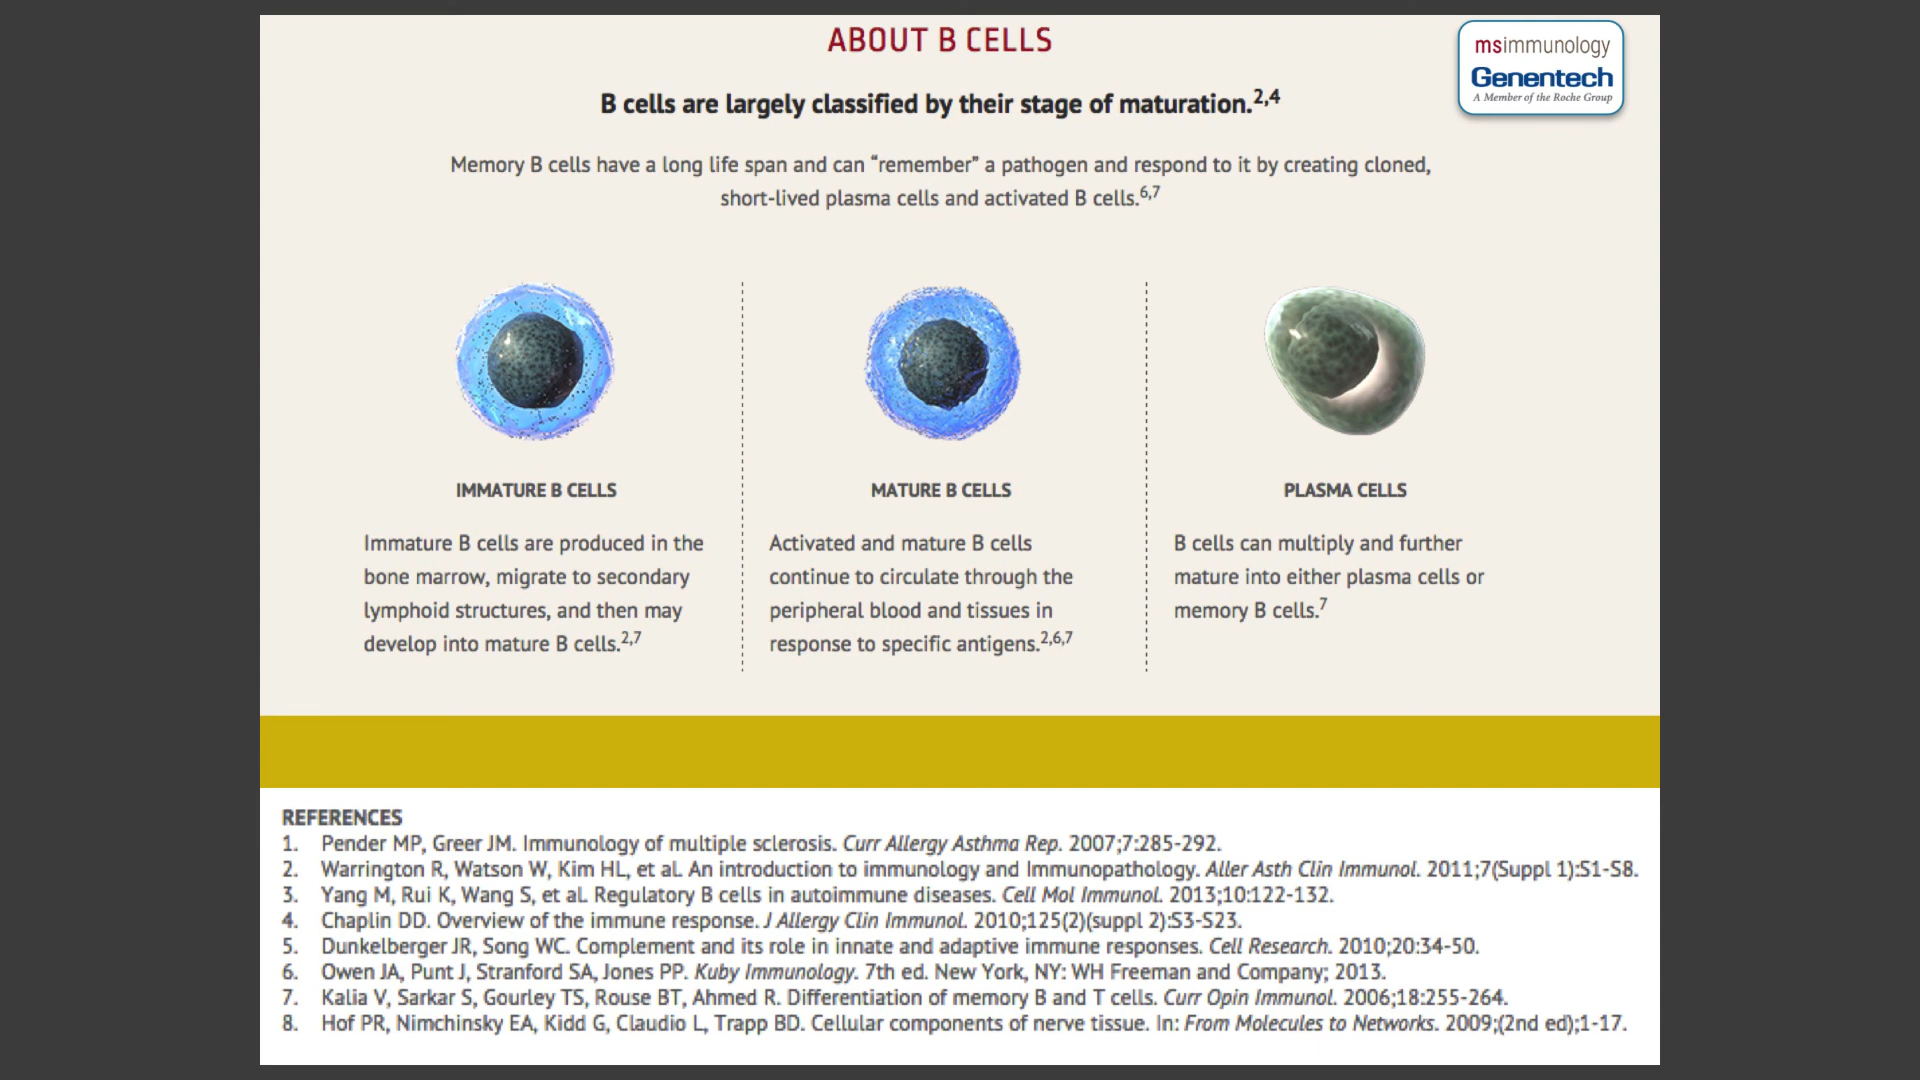 ABOUT B CELLS
msimmunology
Genentech
A Member of the Roche Group
B cells are largely classified by their stage of maturation.2,4
Memory B cells have a long life span and can “remember” a pathogen and respond to it by creating cloned,
short-lived plasma cells and activated B cells.6,7
IMMATURE B CELLS
Immature B cells are produced in the
bone marrow, migrate to secondary
lymphoid structures, and then may
develop into mature B cells.2,7
MATURE B CELLS
Activated and mature B cells
continue to circulate through the
peripheral blood and tissues in
response to specific antigens.2,6,7
PLASMA CELLS
B cells can multiply and further
mature into either plasma cells or
memory B cells.7
REFERENCES
1. Pender MP, Greer JM. Immunology of multiple sclerosis. Curr Allergy Asthma Rep. 2007;7:285-292.
2. Warrington R, Watson W, Kim HL, et al. An introduction to immunology and Immunopathology. Aller Asth Clin Immunol. 2011;7(Suppl 1):S1-S8.
3. Yang M, Rui K, Wang S, et al. Regulatory B cells in autoimmune diseases. Cell Mol Immunol. 2013;10:122-132.
4. Chaplin DD. Overview of the immune response. J Allergy Clin Immunol. 2010;125(2)(suppl 2):S3-S23.
5. Dunkelberger JR, Song WC. Complement and its role in innate and adaptive immune responses. Cell Research. 2010;20:34-50.
6. Owen JA, Punt J, Stranford SA, Jones PP. Kuby Immunology. 7th ed. New York, NY: WH Freeman and Company; 2013.
7. Kalia V, Sarkar S, Gourley TS, Rouse BT, Ahmed R. Differentiation of memory B and T cells. Curr Opin Immunol. 2006;18:255-264.
8. Hof PR, Nimchinsky EA, Kidd G, Claudio L, Trapp BD. Cellular components of nerve tissue. In: From Molecules to Networks. 2009;(2nd ed);1-17.